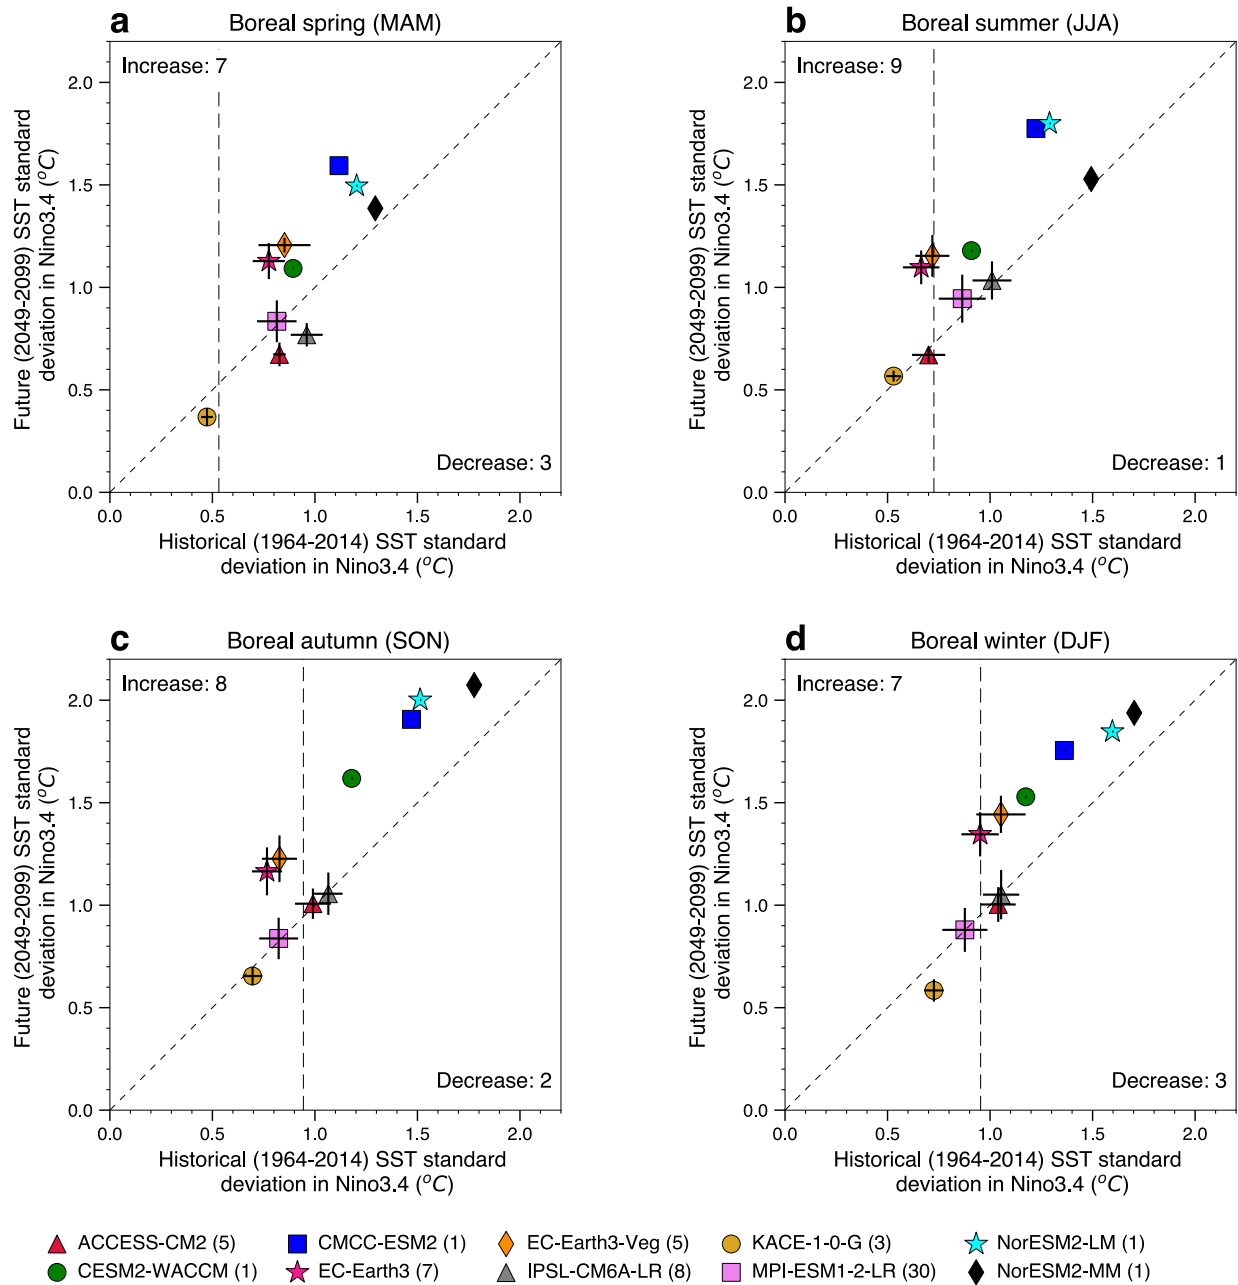 a Boreal spring (MAM)
Increase: 7
Decrease: 3
Future (2049-2099) SST standard
deviation in Nino3.4 (°C)
0.0 0.5 1.0 1.5 2.0
0.0 0.5 1.0 1.5 2.0
Historical (1964-2014) SST standard
deviation in Nino3.4 (°C)
b Boreal summer (JJA)
Increase: 9
Decrease: 1
Future (2049-2099) SST standard
deviation in Nino3.4 (°C)
0.0 0.5 1.0 1.5 2.0
0.0 0.5 1.0 1.5 2.0
Historical (1964-2014) SST standard
deviation in Nino3.4 (°C)
c Boreal autumn (SON)
Increase: 8
Decrease: 2
Future (2049-2099) SST standard
deviation in Nino3.4 (°C)
0.0 0.5 1.0 1.5 2.0
0.0 0.5 1.0 1.5 2.0
Historical (1964-2014) SST standard
deviation in Nino3.4 (°C)
d Boreal winter (DJF)
Increase: 7
Decrease: 3
Future (2049-2099) SST standard
deviation in Nino3.4 (°C)
0.0 0.5 1.0 1.5 2.0
0.0 0.5 1.0 1.5 2.0
Historical (1964-2014) SST standard
deviation in Nino3.4 (°C)
ACCESS-CM2 (5) CMCC-ESM2 (1) EC-Earth3-Veg (5) KACE-1-0-G (3) NorESM2-LM (1)
CESM2-WACCM (1) EC-Earth3 (7) IPSL-CM6A-LR (8) MPI-ESM1-2-LR (30) NorESM2-MM (1)